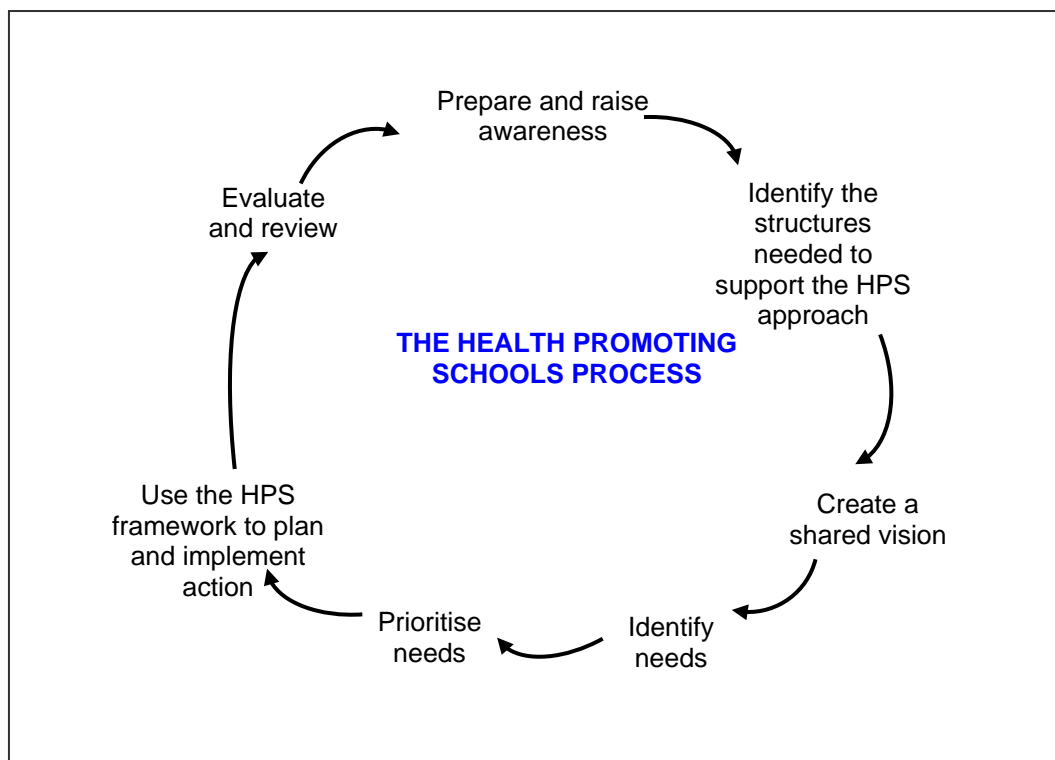 Prepare and raise
awareness
Identify the
structures
needed to
support the HPS
approach
Create a
shared vision
Identify
needs
Prioritise
needs
Use the HPS
framework to plan
and implement
action
Evaluate
and review
THE HEALTH PROMOTING
SCHOOLS PROCESS